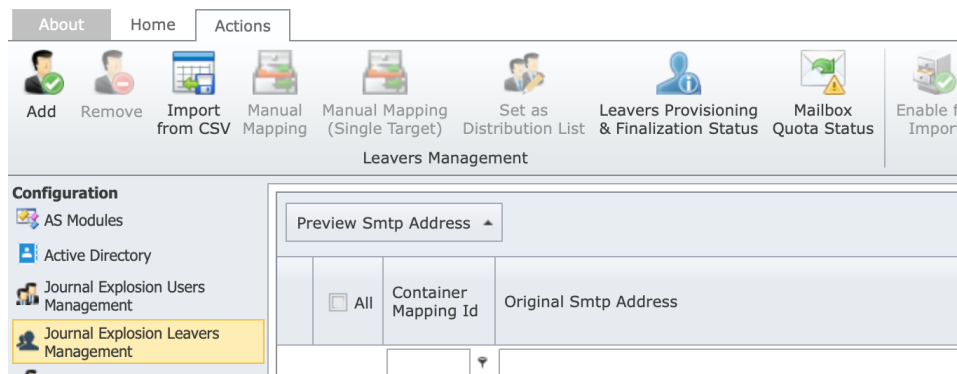 About Home Actions
Add Remove Import Manual Manual Mapping Set as Leavers Provisioning Mailbox Enable
from CSV Mapping (Single Target) Distribution List & Finalization Status Quota Status
Leavers Management
Configuration
AS Modules
Active Directory
Journal Explosion Users
Management
Journal Explosion Leavers
Management
Preview Smtp Address
All
Container
Mapping Id
Original Smtp Address